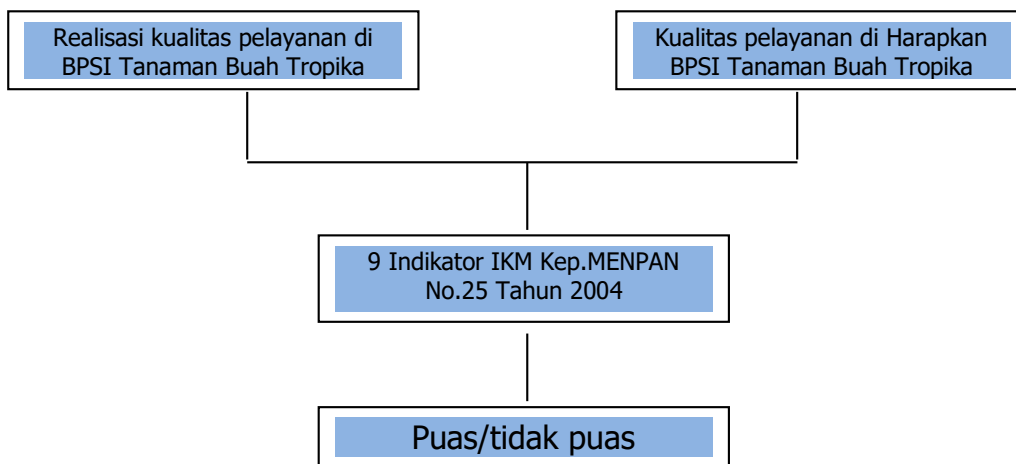 Realisasi kualitas pelayanan di
BPSI Tanaman Buah Tropika
Kualitas pelayanan di Harapkan
BPSI Tanaman Buah Tropika
9 Indikator IKM Kep.MENPAN
No.25 Tahun 2004
Puas/tidak puas